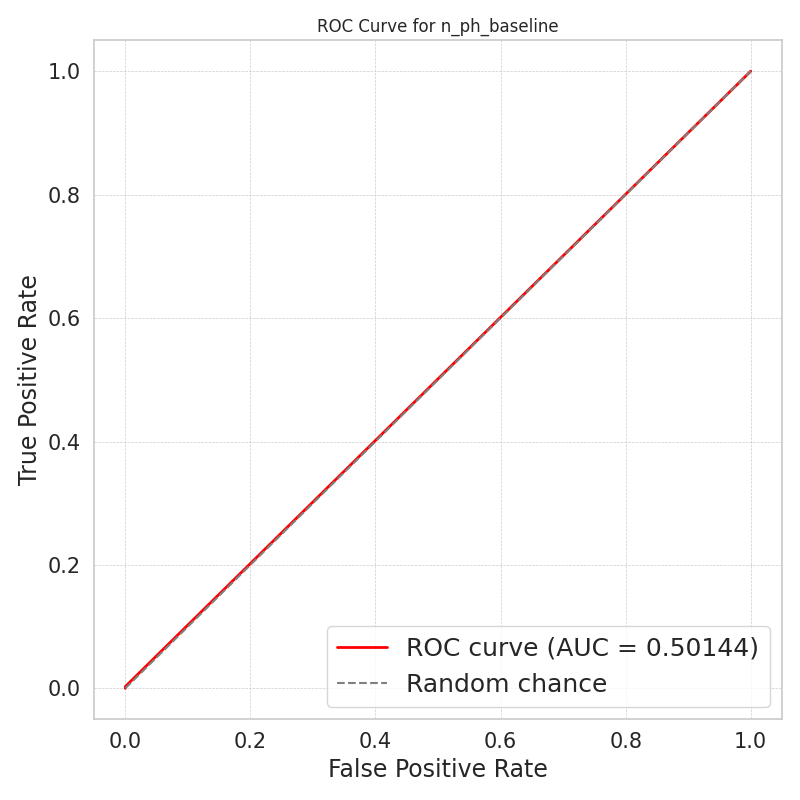 ROC Curve for n_ph_baseline
1.0
0.8
0.6
0.4
0.2
0.0
True Positive Rate
ROC curve (AUC = 0.50144)
Random chance
0.0 0.2 0.4 0.6 0.8 1.0
False Positive Rate